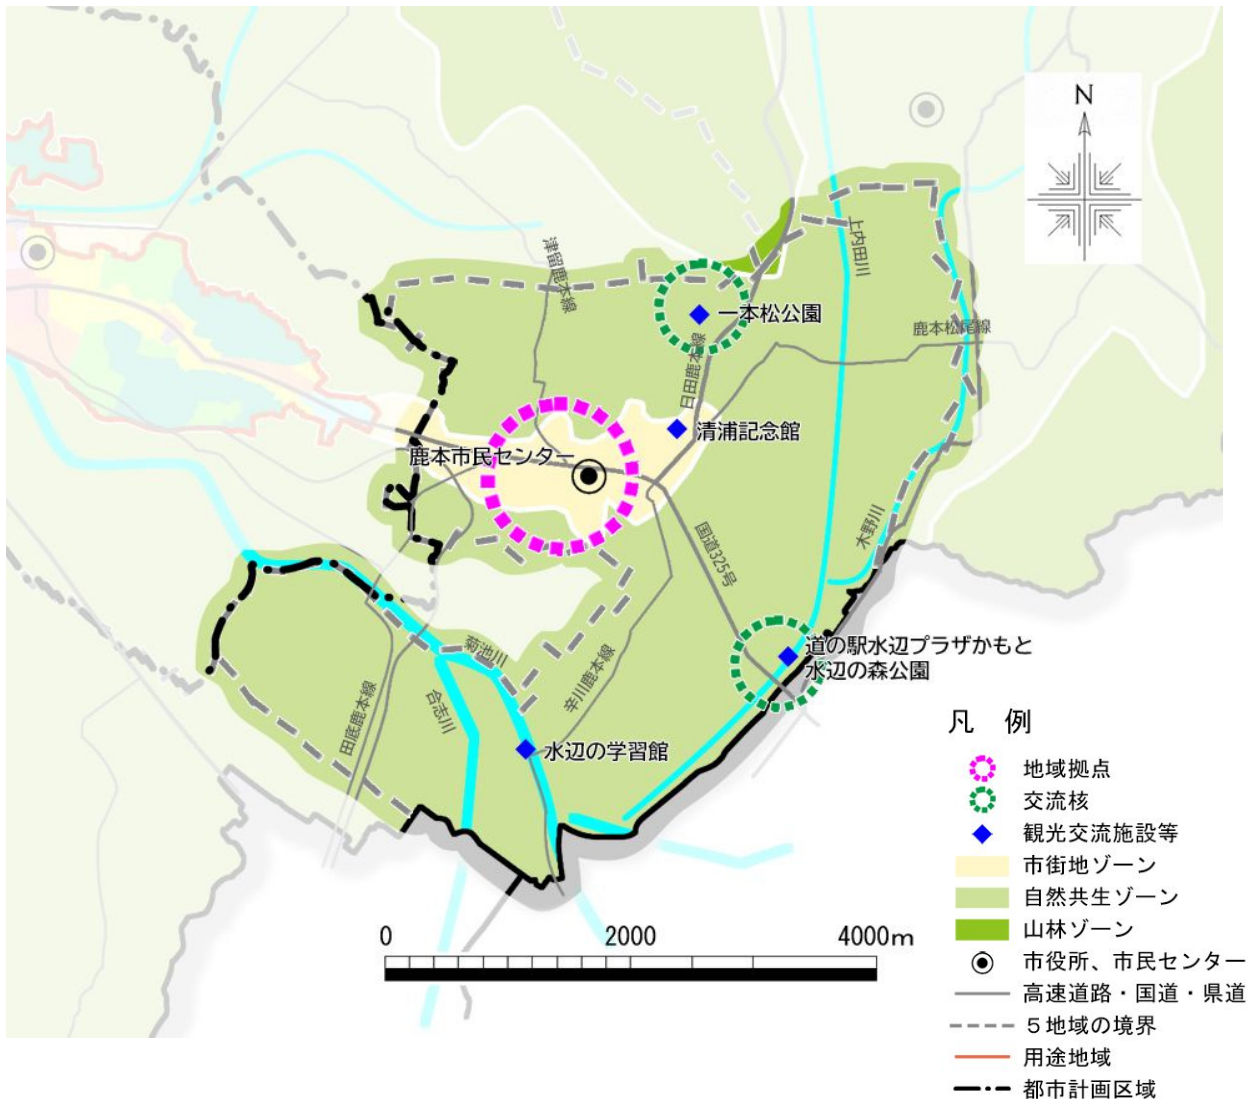 N
上内田川
津留鹿本線
一本松公園
鹿本松尾線
日田鹿本線
清浦記念館
鹿本市民センター
木野川
国道325号
道の駅水辺プラザかもと
水辺の森公園
菊池川
辛川鹿本線
合志川
田底鹿本線
水辺の学習館
凡 例
地域拠点
交流核
観光交流施設等
市街地ゾーン
自然共生ゾーン
山林ゾーン
市役所、市民センター
高速道路・国道・県道
５地域の境界
用途地域
都市計画区域
0 2000 4000m